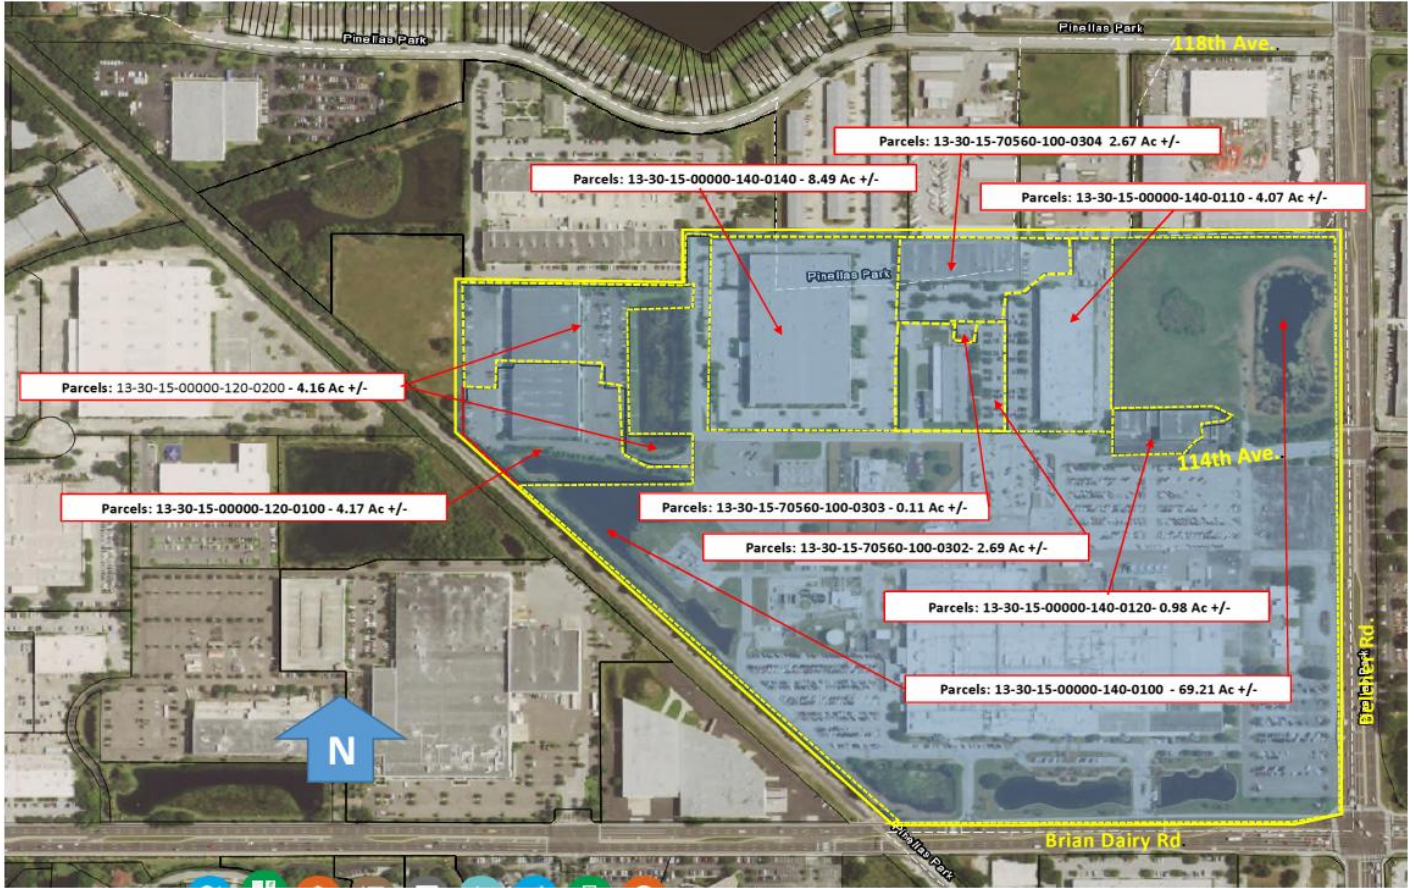 Pinellas Park
Pinellas Park
118th Ave.
Parcels: 13-30-15-70560-100-0304 2.67 Ac +/-
Parcels: 13-30-15-00000-140-0140 - 8.49 Ac +/-
Parcels: 13-30-15-00000-140-0110 - 4.07 Ac +/-
Pinellas Park
Parcels: 13-30-15-00000-120-0200 - 4.16 Ac +/-
114th Ave.
Parcels: 13-30-15-00000-120-0100 - 4.17 Ac +/-
Parcels: 13-30-15-70560-100-0303 - 0.11 Ac +/-
Parcels: 13-30-15-70560-100-0302- 2.69 Ac +/-
Parcels: 13-30-15-00000-140-0120- 0.98 Ac +/-
Parcels: 13-30-15-00000-140-0100 - 69.21 Ac +/-
Belcher Rd.
N
Brian Dairy Rd.
Pinellas Park